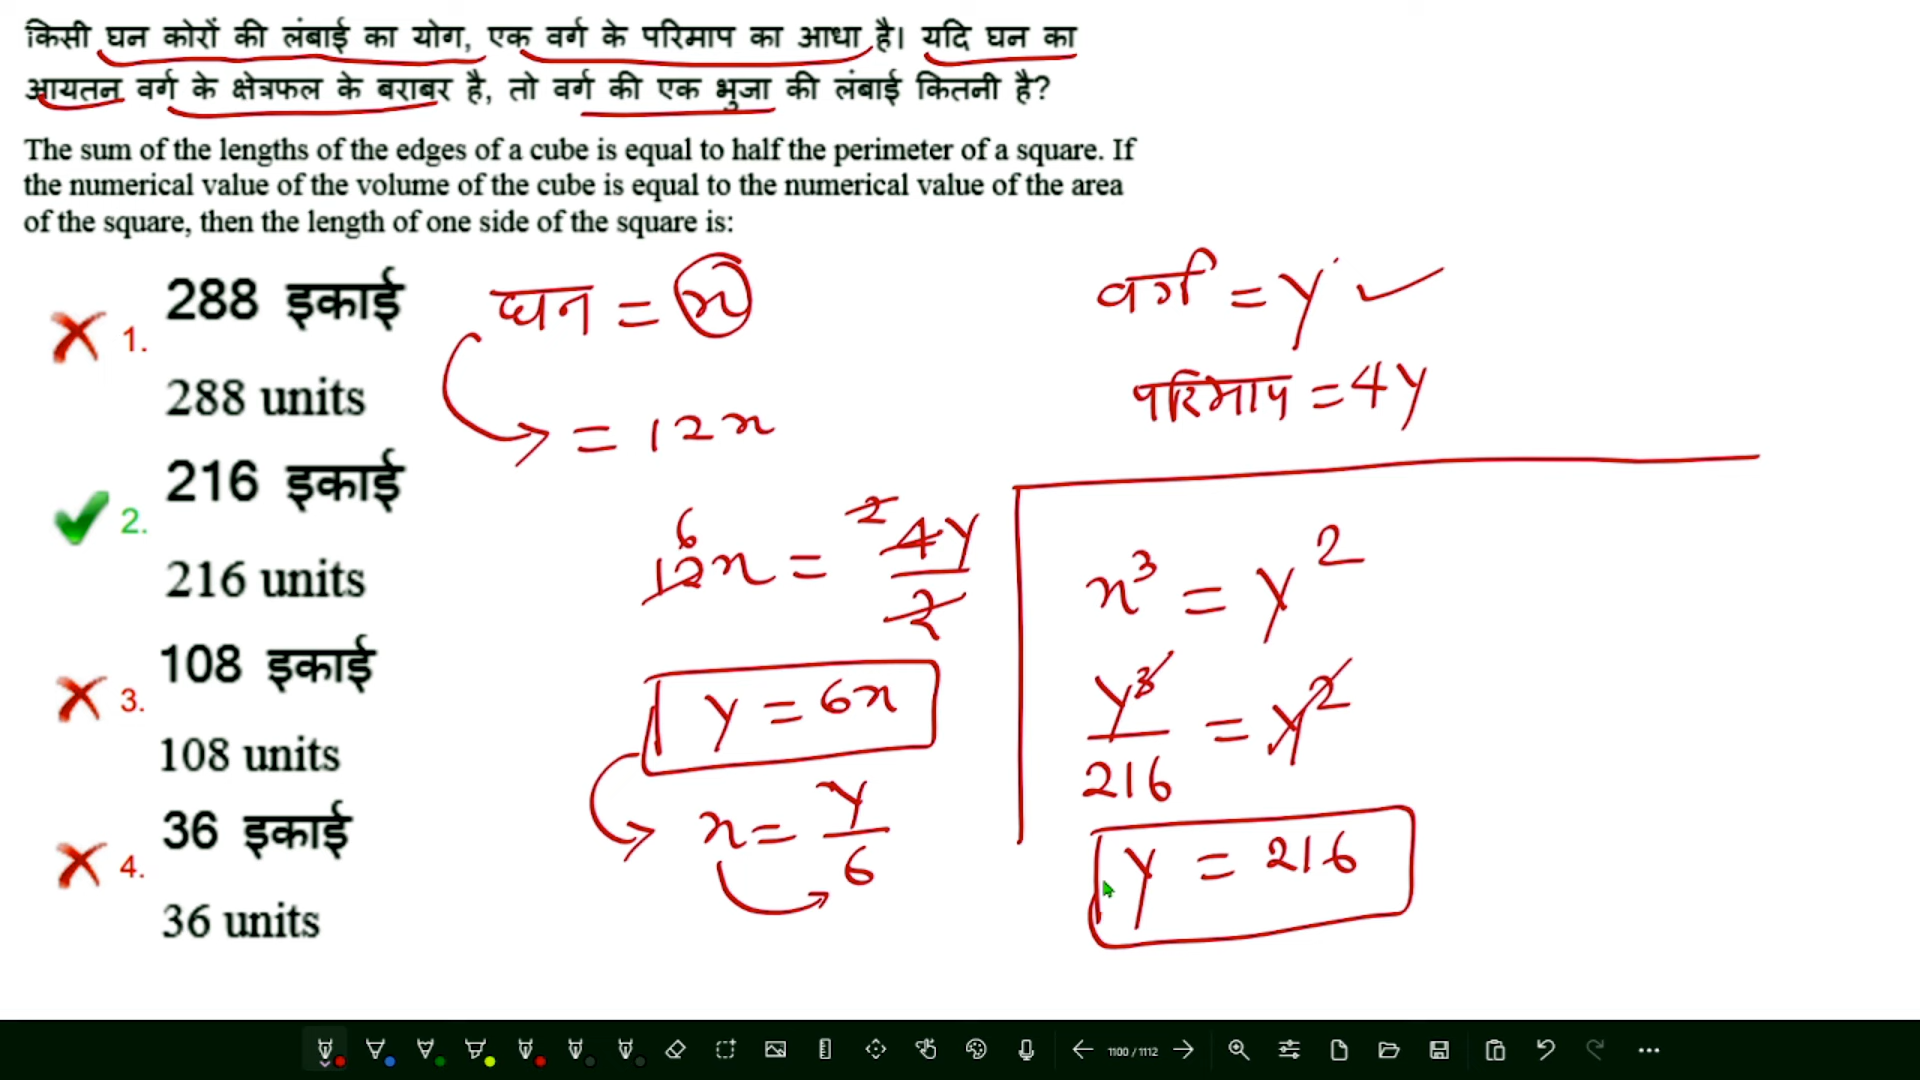 किसी घन कोरों की लंबाई का योग, एक वर्ग के परिमाप का आधा है। यदि घन का
आयतन वर्ग के क्षेत्रफल के बराबर है, तो वर्ग की एक भुजा की लंबाई कितनी है?
The sum of the lengths of the edges of a cube is equal to half the perimeter of a square. If
the numerical value of the volume of the cube is equal to the numerical value of the area
of the square, then the length of one side of the square is:
1. 288 इकाई
288 units
2. 216 इकाई
216 units
3. 108 इकाई
108 units
4. 36 इकाई
36 units
घन = x
= 12x
6 2
12x = 4y/2
y = 6x
x = y/6
वर्ग = y
परिमाप = 4y
x³ = y²
y³/216 = y²
y = 216
1100 / 1112